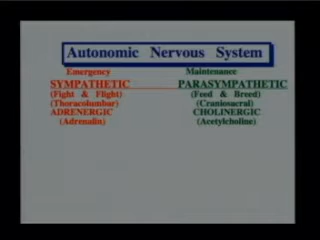 Autonomic Nervous System
Emergency Maintenance
SYMPATHETIC PARASYMPATHETIC
(Fight & Flight) (Feed & Breed)
(Thoracolumbar) (Craniosacral)
ADRENERGIC CHOLINERGIC
(Adrenalin) (Acetylcholine)